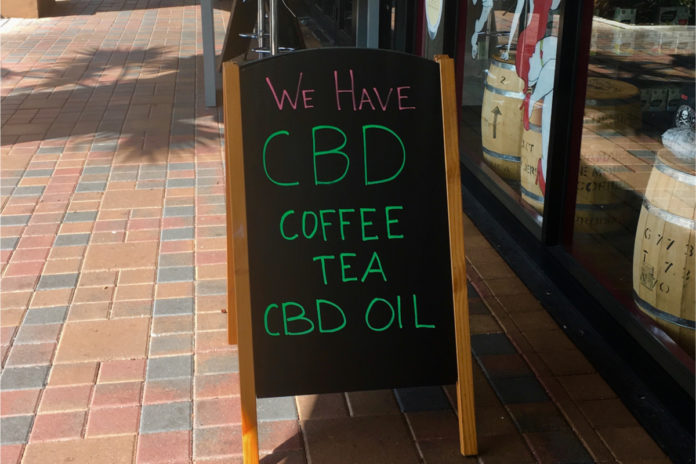 We Have
CBD
Coffee
Tea
CBD Oil